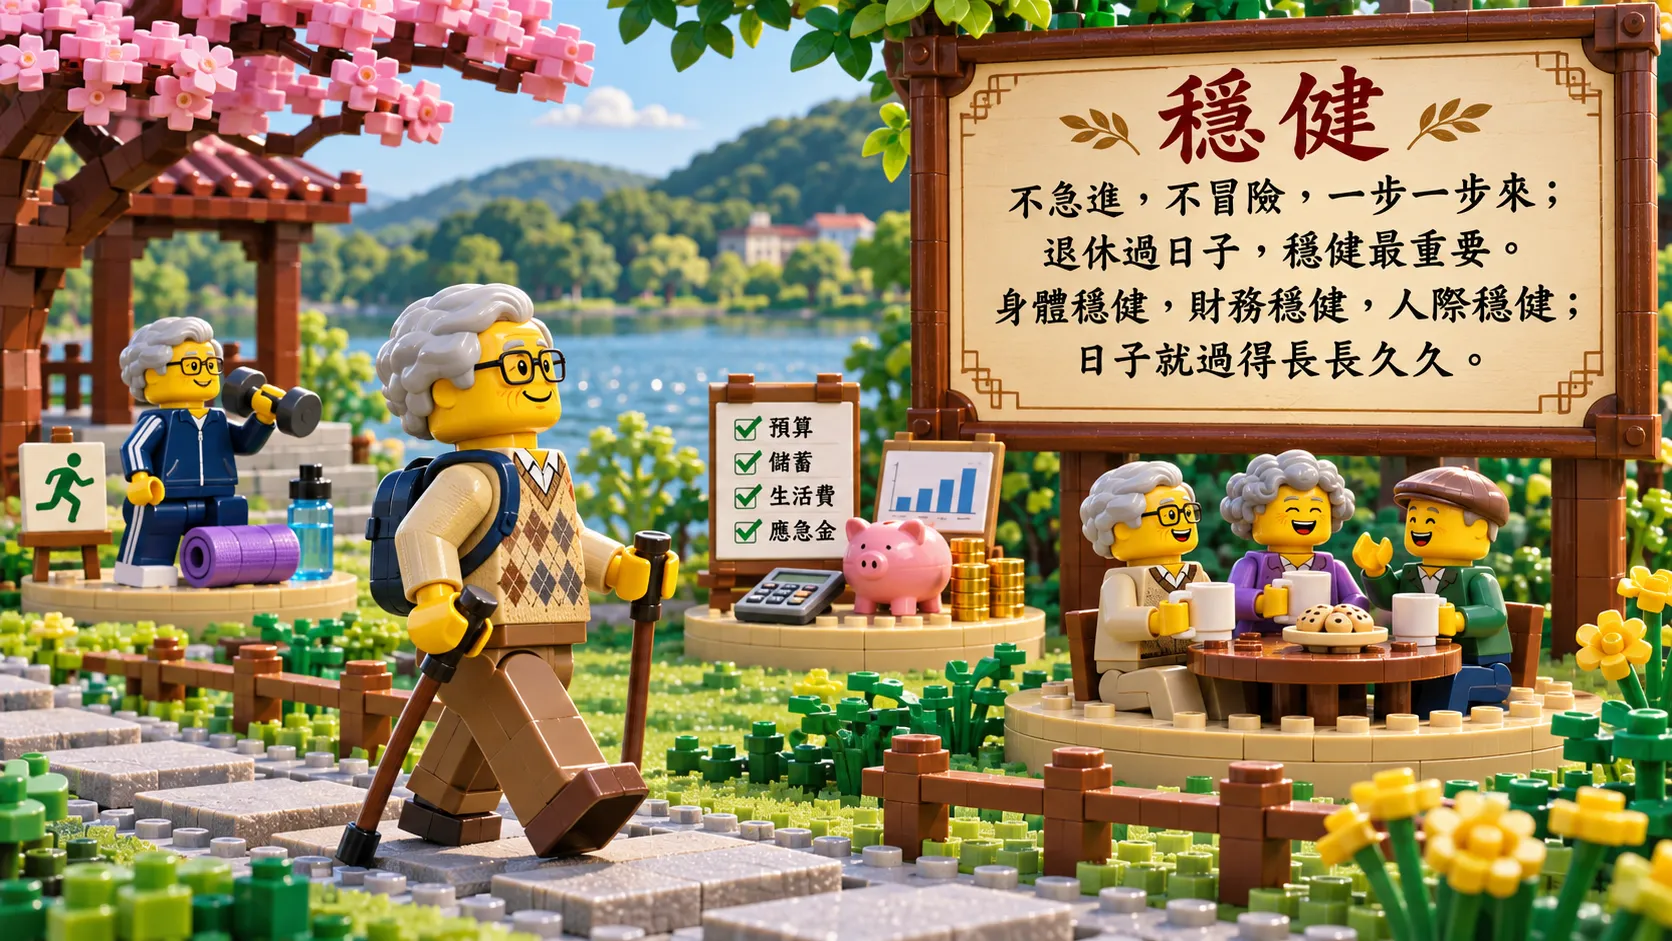 穩健
不急進，不冒險，一步一步來；
退休過日子，穩健最重要。
身體穩健，財務穩健，人際穩健；
日子就過得長長久久。
預算
儲蓄
生活費
應急金